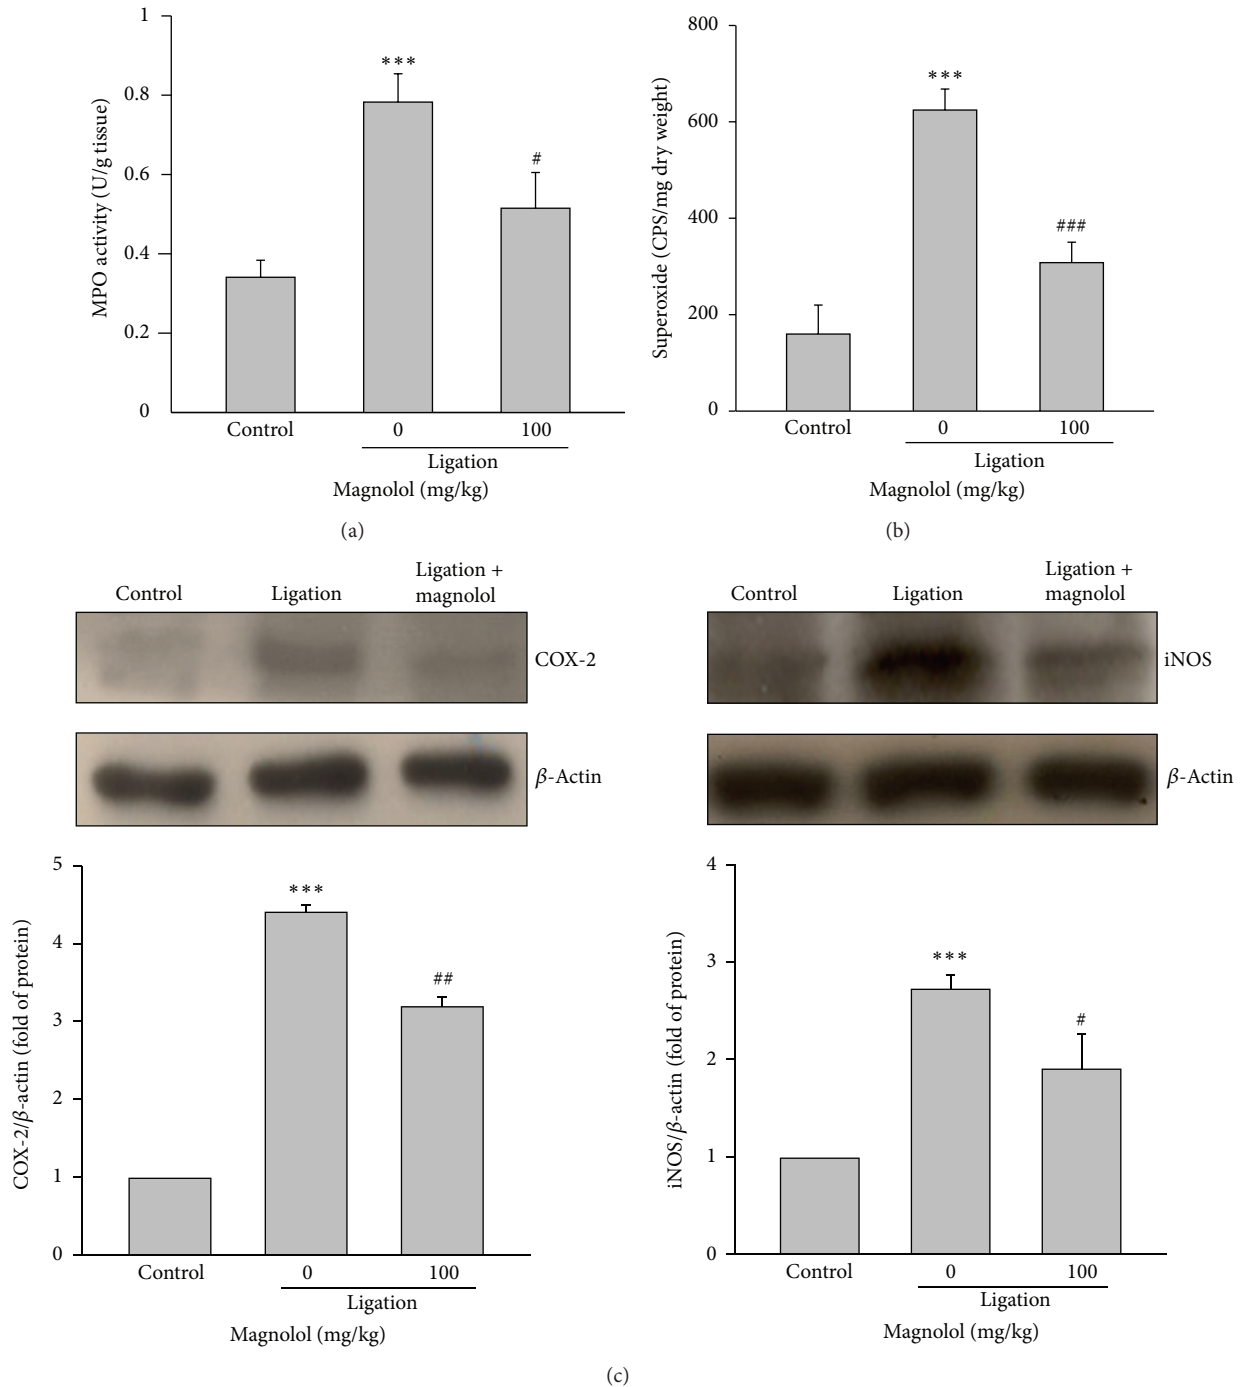 1
0.8
0.6
0.4
0.2
0
MPO activity (U/g tissue)
***
#
Control
0
100
Ligation
Magnolol (mg/kg)
(a)
800
600
400
200
0
Superoxide (CPS/mg dry weight)
***
###
Control
0
100
Ligation
Magnolol (mg/kg)
(b)
Control
Ligation
Ligation +
magnolol
COX-2
β-Actin
5
4
3
2
1
0
COX-2/β-actin (fold of protein)
***
##
Control
0
100
Ligation
Magnolol (mg/kg)
Control
Ligation
Ligation +
magnolol
iNOS
β-Actin
4
3
2
1
0
iNOS/β-actin (fold of protein)
***
#
Control
0
100
Ligation
Magnolol (mg/kg)
(c)